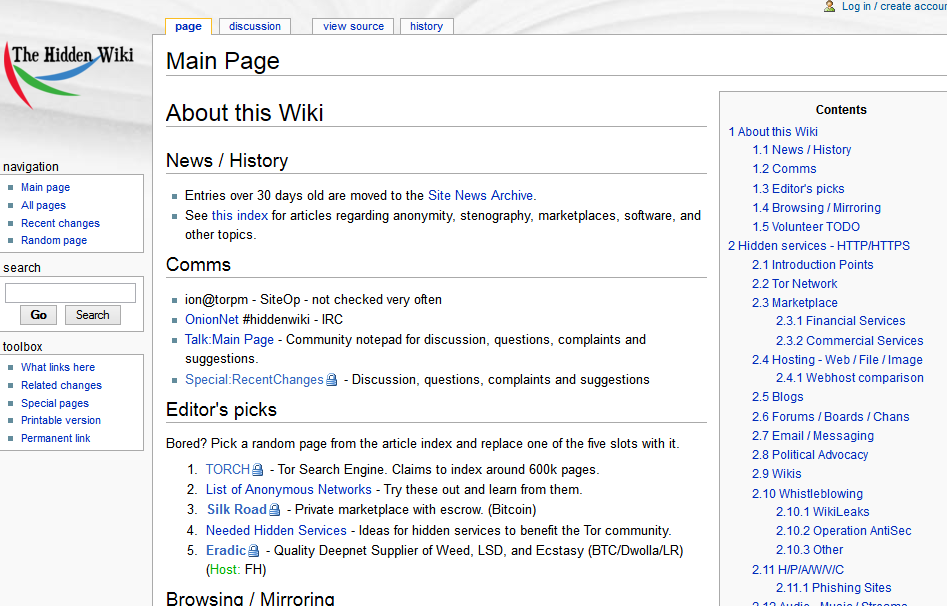 Log in / create accour
page
discussion
view source
history
The Hidden Wiki
navigation
Main page
All pages
Recent changes
Random page
search
Go
Search
toolbox
What links here
Related changes
Special pages
Printable version
Permanent link
Main Page
About this Wiki
News / History
Entries over 30 days old are moved to the Site News Archive.
See this index for articles regarding anonymity, stenography, marketplaces, software, and
other topics.
Comms
ion@torpm - SiteOp - not checked very often
OnionNet #hiddenwiki - IRC
Talk:Main Page - Community notepad for discussion, questions, complaints and
suggestions.
Special:RecentChanges - Discussion, questions, complaints and suggestions
Editor's picks
Bored? Pick a random page from the article index and replace one of the five slots with it.
1. TORCH - Tor Search Engine. Claims to index around 600k pages.
2. List of Anonymous Networks - Try these out and learn from them.
3. Silk Road - Private marketplace with escrow. (Bitcoin)
4. Needed Hidden Services - Ideas for hidden services to benefit the Tor community.
5. Eradic - Quality Deepnet Supplier of Weed, LSD, and Ecstasy (BTC/Dwolla/LR)
(Host: FH)
Browsing / Mirroring
Contents
1 About this Wiki
1.1 News / History
1.2 Comms
1.3 Editor's picks
1.4 Browsing / Mirroring
1.5 Volunteer TODO
2 Hidden services - HTTP/HTTPS
2.1 Introduction Points
2.2 Tor Network
2.3 Marketplace
2.3.1 Financial Services
2.3.2 Commercial Services
2.4 Hosting - Web / File / Image
2.4.1 Webhost comparison
2.5 Blogs
2.6 Forums / Boards / Chans
2.7 Email / Messaging
2.8 Political Advocacy
2.9 Wikis
2.10 Whistleblowing
2.10.1 WikiLeaks
2.10.2 Operation AntiSec
2.10.3 Other
2.11 H/P/A/W/V/C
2.11.1 Phishing Sites
2.12 Audio - Music / Streams